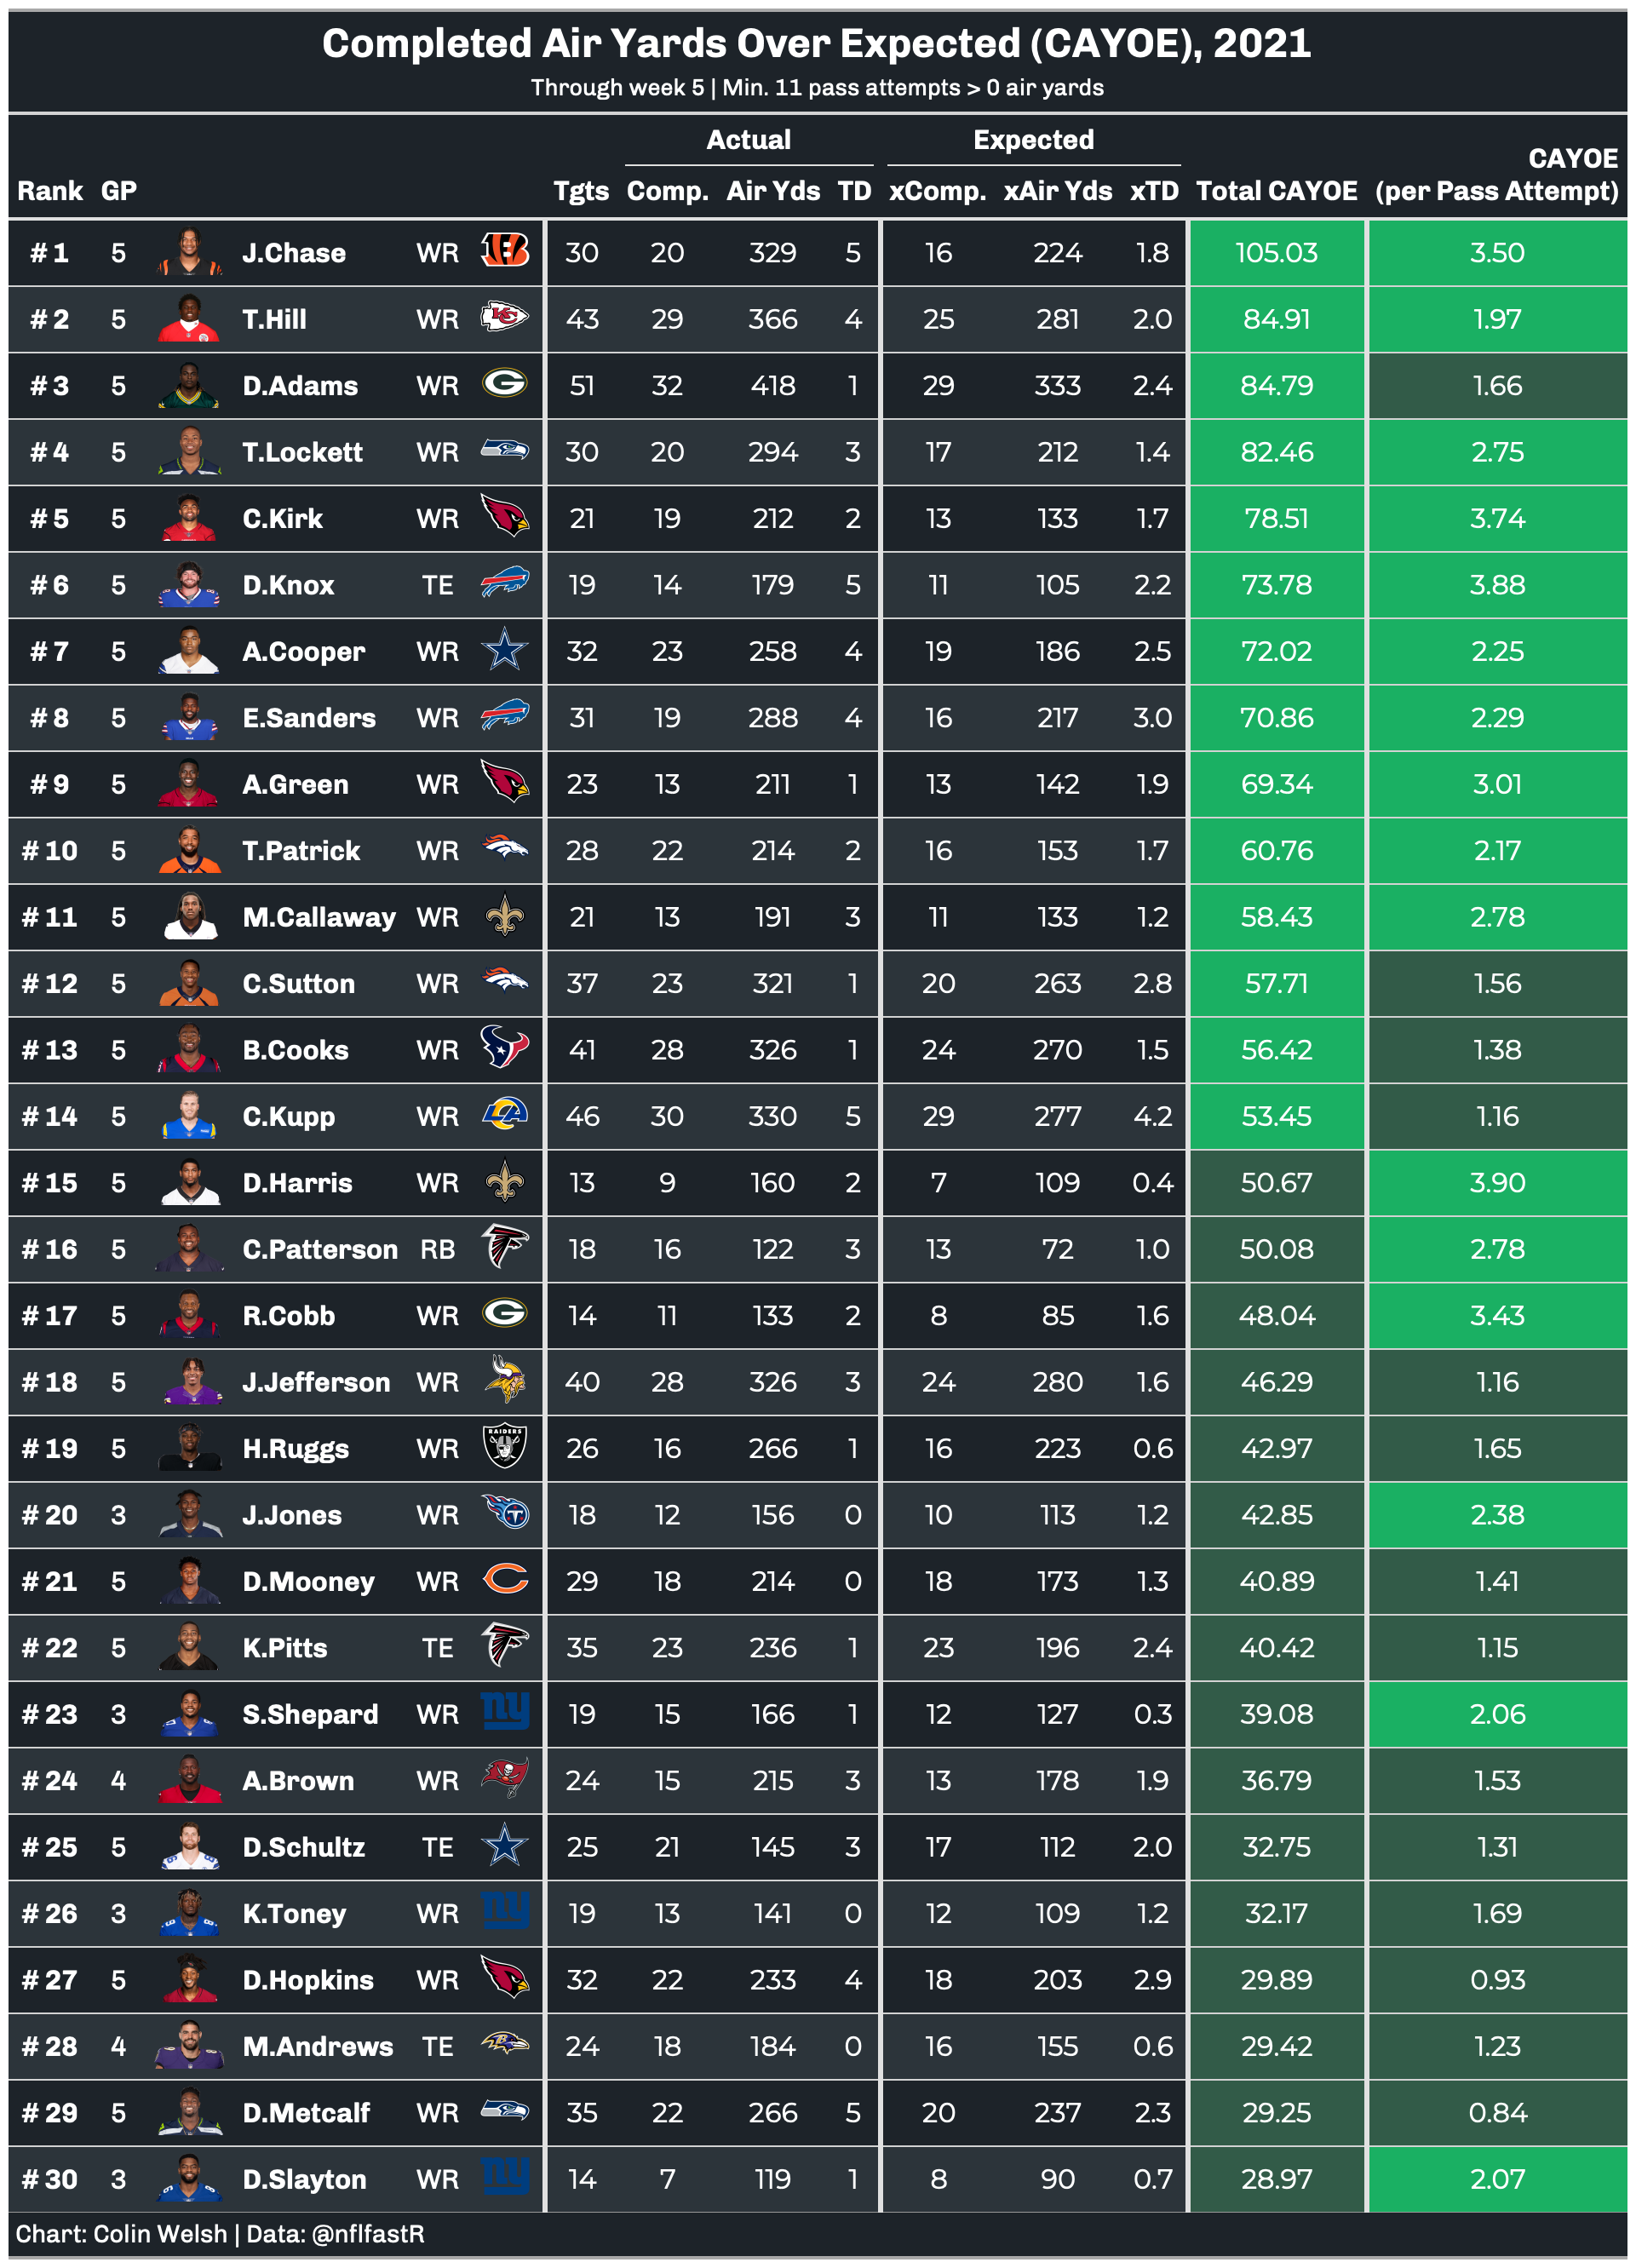 Completed Air Yards Over Expected (CAYOE), 2021
Through week 5 | Min. 11 pass attempts > 0 air yards
Actual Expected
CAYOE
Rank GP Tgts Comp. Air Yds TD xComp. xAir Yds xTD Total CAYOE (per Pass Attempt)
# 1 5 J.Chase WR 30 20 329 5 16 224 1.8 105.03 3.50
# 2 5 T.Hill WR 43 29 366 4 25 281 2.0 84.91 1.97
# 3 5 D.Adams WR 51 32 418 1 29 333 2.4 84.79 1.66
# 4 5 T.Lockett WR 30 20 294 3 17 212 1.4 82.46 2.75
# 5 5 C.Kirk WR 21 19 212 2 13 133 1.7 78.51 3.74
# 6 5 D.Knox TE 19 14 179 5 11 105 2.2 73.78 3.88
# 7 5 A.Cooper WR 32 23 258 4 19 186 2.5 72.02 2.25
# 8 5 E.Sanders WR 31 19 288 4 16 217 3.0 70.86 2.29
# 9 5 A.Green WR 23 13 211 1 13 142 1.9 69.34 3.01
# 10 5 T.Patrick WR 28 22 214 2 16 153 1.7 60.76 2.17
# 11 5 M.Callaway WR 21 13 191 3 11 133 1.2 58.43 2.78
# 12 5 C.Sutton WR 37 23 321 1 20 263 2.8 57.71 1.56
# 13 5 B.Cooks WR 41 28 326 1 24 270 1.5 56.42 1.38
# 14 5 C.Kupp WR 46 30 330 5 29 277 4.2 53.45 1.16
# 15 5 D.Harris WR 13 9 160 2 7 109 0.4 50.67 3.90
# 16 5 C.Patterson RB 18 16 122 3 13 72 1.0 50.08 2.78
# 17 5 R.Cobb WR 14 11 133 2 8 85 1.6 48.04 3.43
# 18 5 J.Jefferson WR 40 28 326 3 24 280 1.6 46.29 1.16
# 19 5 H.Ruggs WR RAIDERS 26 16 266 1 16 223 0.6 42.97 1.65
# 20 3 J.Jones WR 18 12 156 0 10 113 1.2 42.85 2.38
# 21 5 D.Mooney WR 29 18 214 0 18 173 1.3 40.89 1.41
# 22 5 K.Pitts TE 35 23 236 1 23 196 2.4 40.42 1.15
# 23 3 S.Shepard WR ny 19 15 166 1 12 127 0.3 39.08 2.06
# 24 4 A.Brown WR 24 15 215 3 13 178 1.9 36.79 1.53
# 25 5 D.Schultz TE 25 21 145 3 17 112 2.0 32.75 1.31
# 26 3 K.Toney WR ny 19 13 141 0 12 109 1.2 32.17 1.69
# 27 5 D.Hopkins WR 32 22 233 4 18 203 2.9 29.89 0.93
# 28 4 M.Andrews TE 24 18 184 0 16 155 0.6 29.42 1.23
# 29 5 D.Metcalf WR 35 22 266 5 20 237 2.3 29.25 0.84
# 30 3 D.Slayton WR ny 14 7 119 1 8 90 0.7 28.97 2.07
Chart: Colin Welsh | Data: @nflfastR